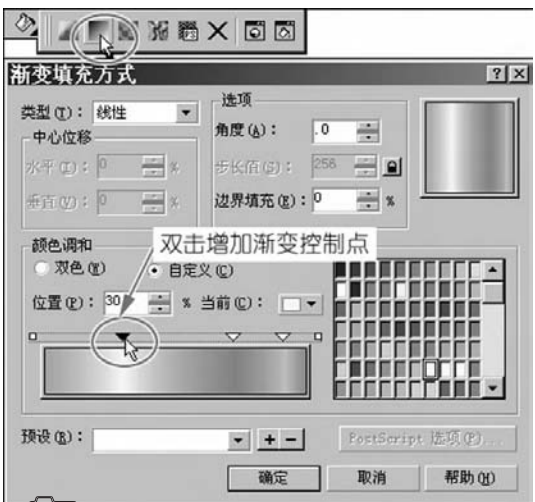 渐变填充方式
类型(T)： 线性
选项
中心位移
角度(A)： .0
水平(I)： 0 %
步长值(S)： 256
垂直(V)： 0 %
边界填充(E)： 0 %
颜色调和
双击增加渐变控制点
双色(W) 自定义(C)
位置(P)： 30 % 当前(C)：
预设(R)：
PostScript 选项(P)...
确定 取消 帮助(H)